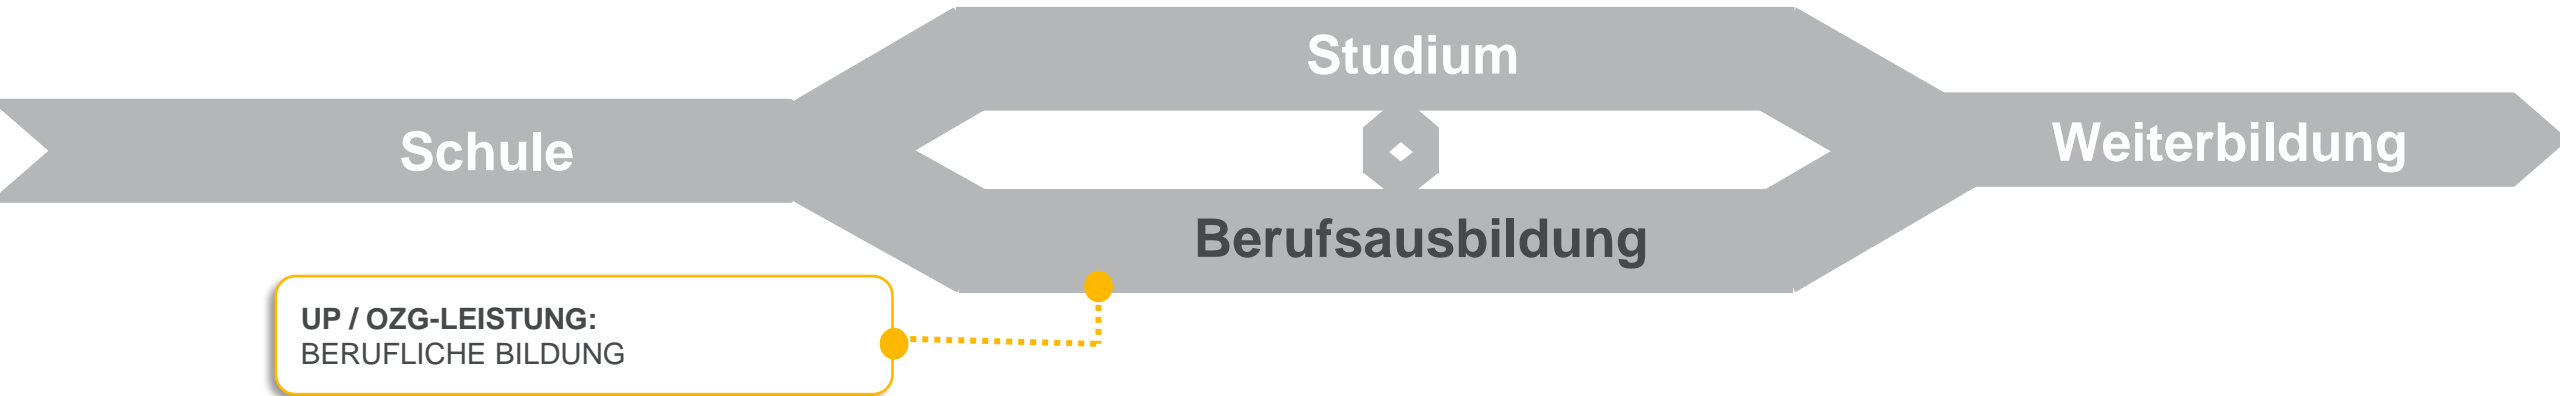 Studium
Schule
Weiterbildung
Berufsausbildung
UP / OZG-LEISTUNG:
BERUFLICHE BILDUNG